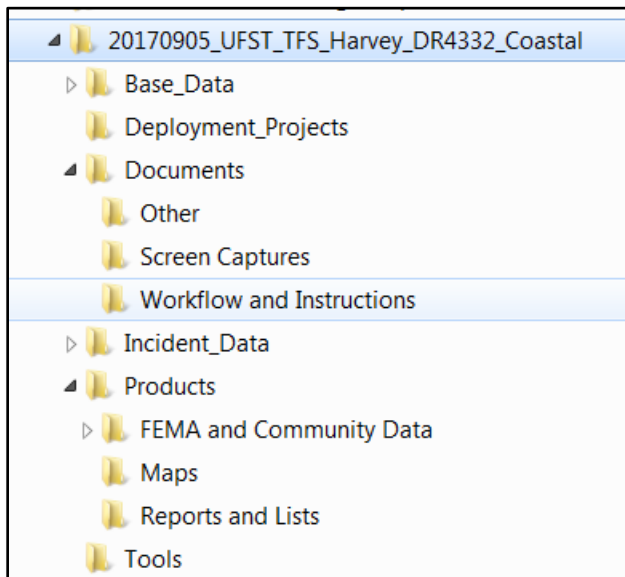 20170905_UFST_TFS_Harvey_DR4332_Coastal
Base_Data
Deployment_Projects
Documents
Other
Screen Captures
Workflow and Instructions
Incident_Data
Products
FEMA and Community Data
Maps
Reports and Lists
Tools